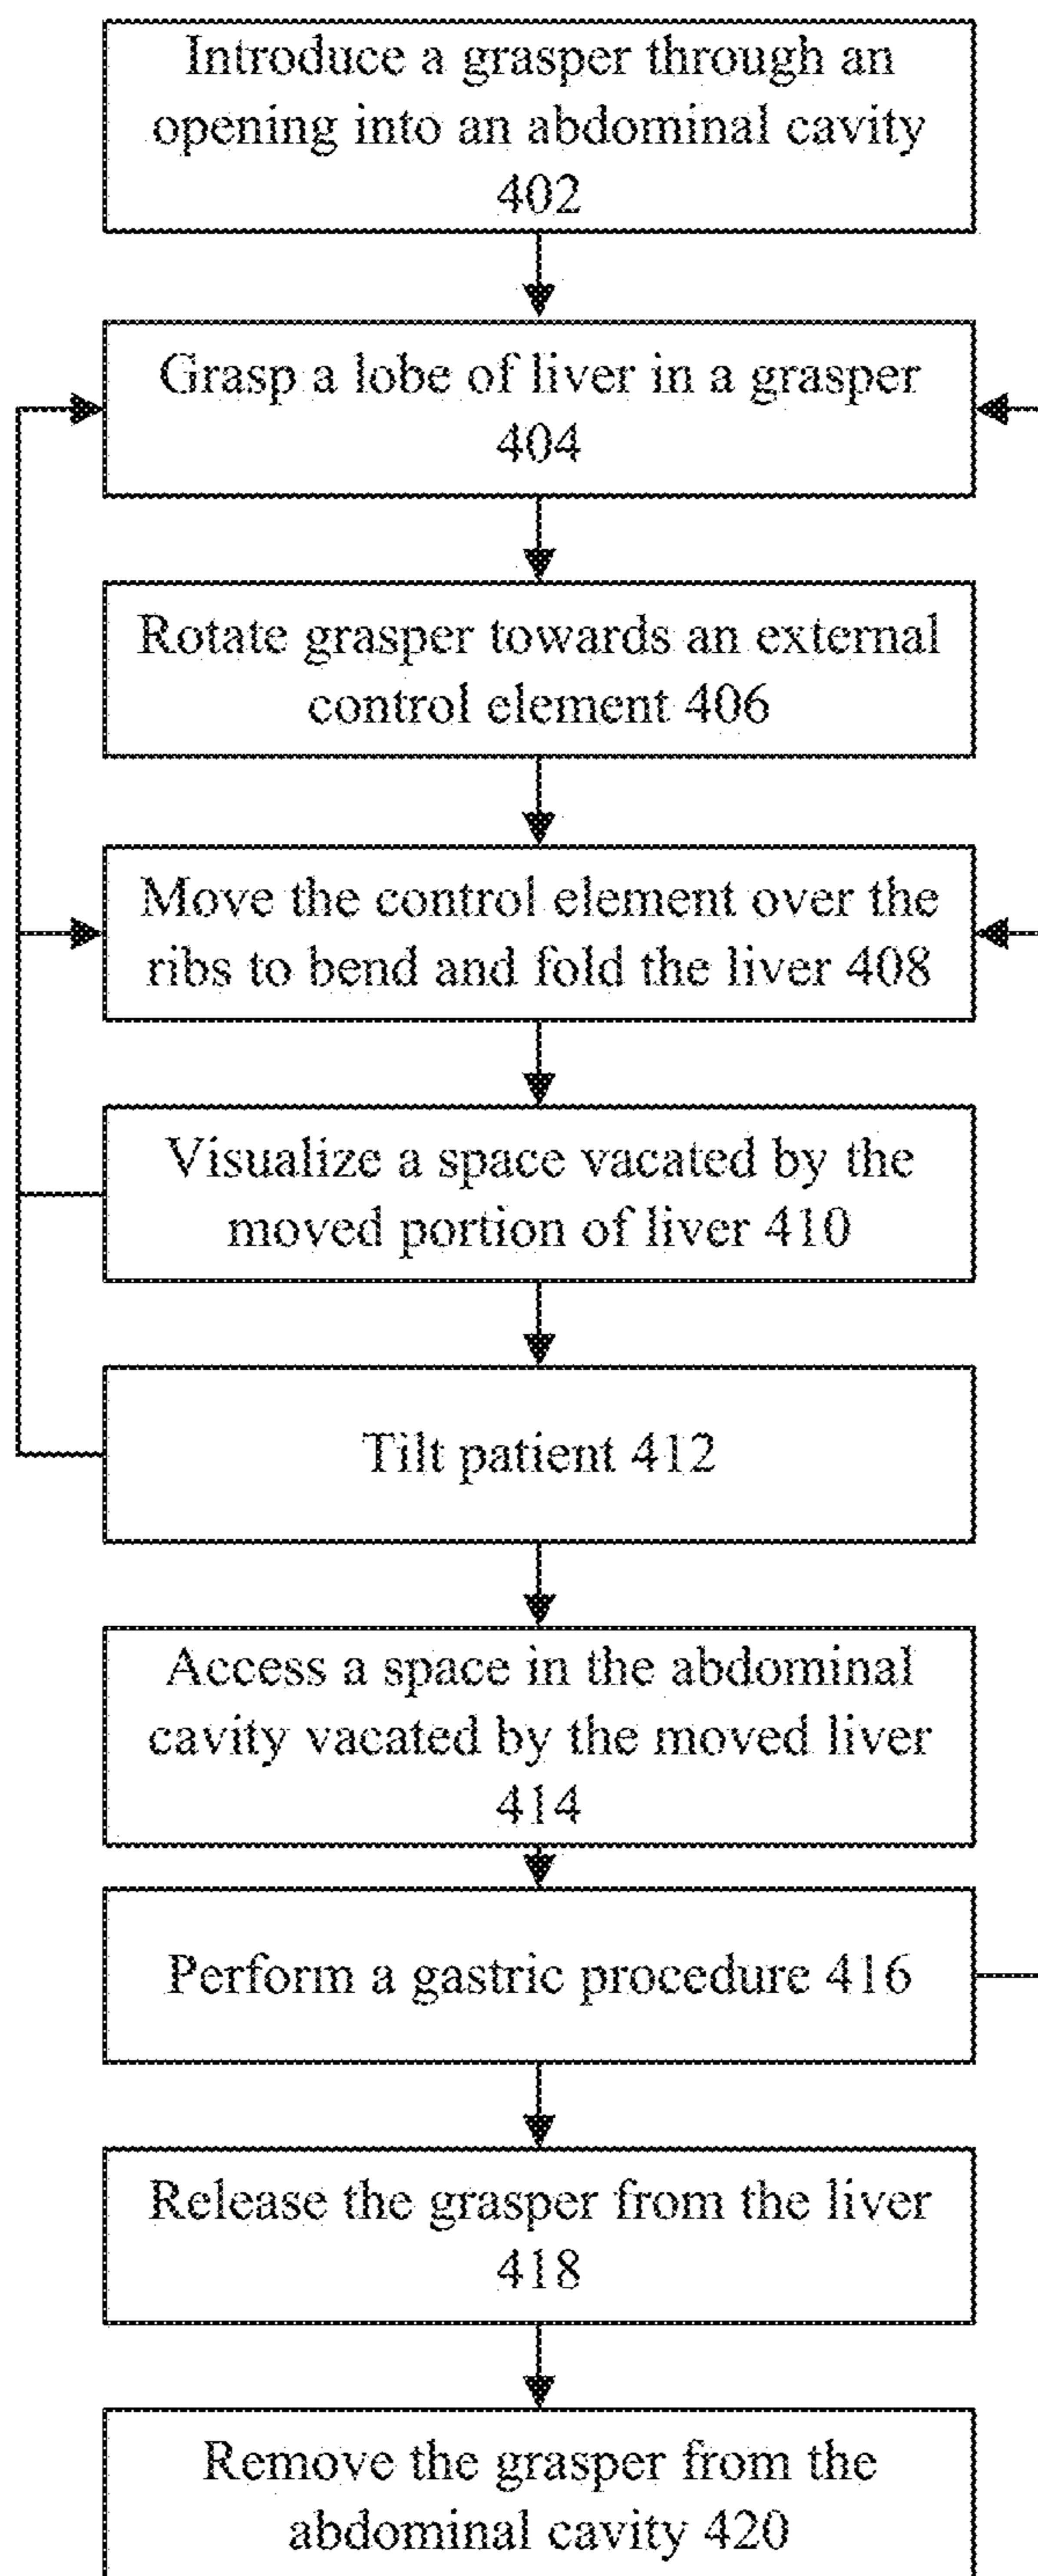 Introduce a grasper through an
opening into an abdominal cavity
402
Grasp a lobe of liver in a grasper
404
Rotate grasper towards an external
control element 406
Move the control element over the
ribs to bend and fold the liver 408
Visualize a space vacated by the
moved portion of liver 410
Tilt patient 412
Access a space in the abdominal
cavity vacated by the moved liver
414
Perform a gastric procedure 416
Release the grasper from the liver
418
Remove the grasper from the
abdominal cavity 420